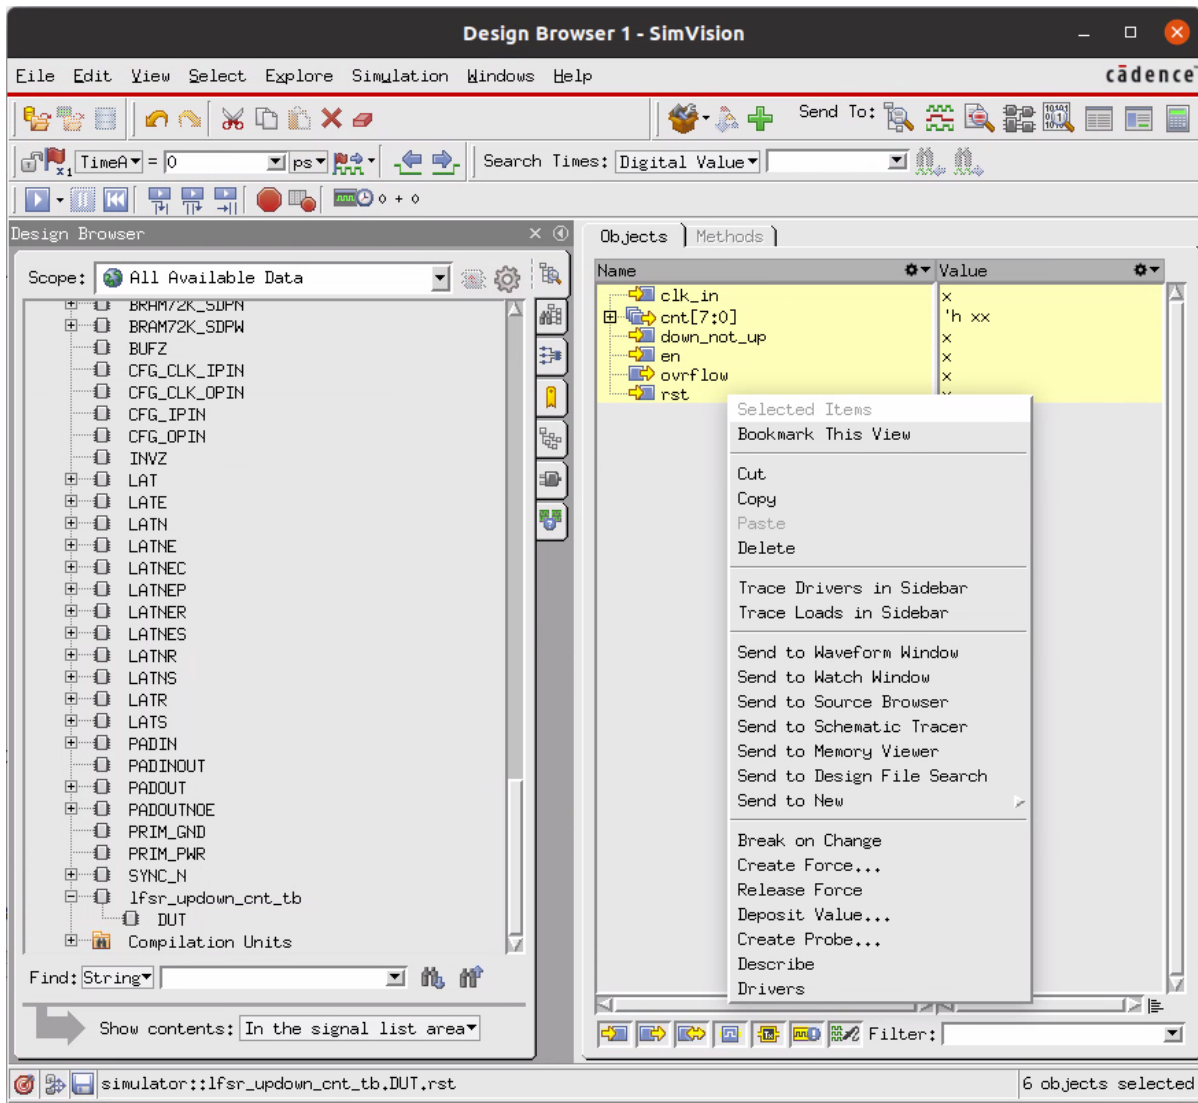 Design Browser 1 - SimVision
File Edit View Select Explore Simulation Windows Help
cādence
Send To:
TimeA = 0 ps
Search Times: Digital Value
0 + 0
Design Browser
Scope: All Available Data
BRAM72K_SDPN
BRAM72K_SDPW
BUFZ
CFG_CLK_IPIN
CFG_CLK_OPIN
CFG_IPIN
CFG_OPIN
INVZ
LAT
LATE
LATN
LATNE
LATNEC
LATNEP
LATNER
LATNES
LATNR
LATNS
LATR
LATS
PADIN
PADINOUT
PADOUT
PADOUTNOE
PRIM_GND
PRIM_PWR
SYNC_N
lfsr_updown_cnt_tb
DUT
Compilation Units
Find: String
Show contents: In the signal list area
Objects Methods
Name Value
clk_in x
cnt[7:0] 'h xx
down_not_up x
en x
ovrflow x
rst
Selected Items
Bookmark This View
Cut
Copy
Paste
Delete
Trace Drivers in Sidebar
Trace Loads in Sidebar
Send to Waveform Window
Send to Watch Window
Send to Source Browser
Send to Schematic Tracer
Send to Memory Viewer
Send to Design File Search
Send to New
Break on Change
Create Force...
Release Force
Deposit Value...
Create Probe...
Describe
Drivers
Filter:
simulator::lfsr_updown_cnt_tb.DUT.rst
6 objects selected